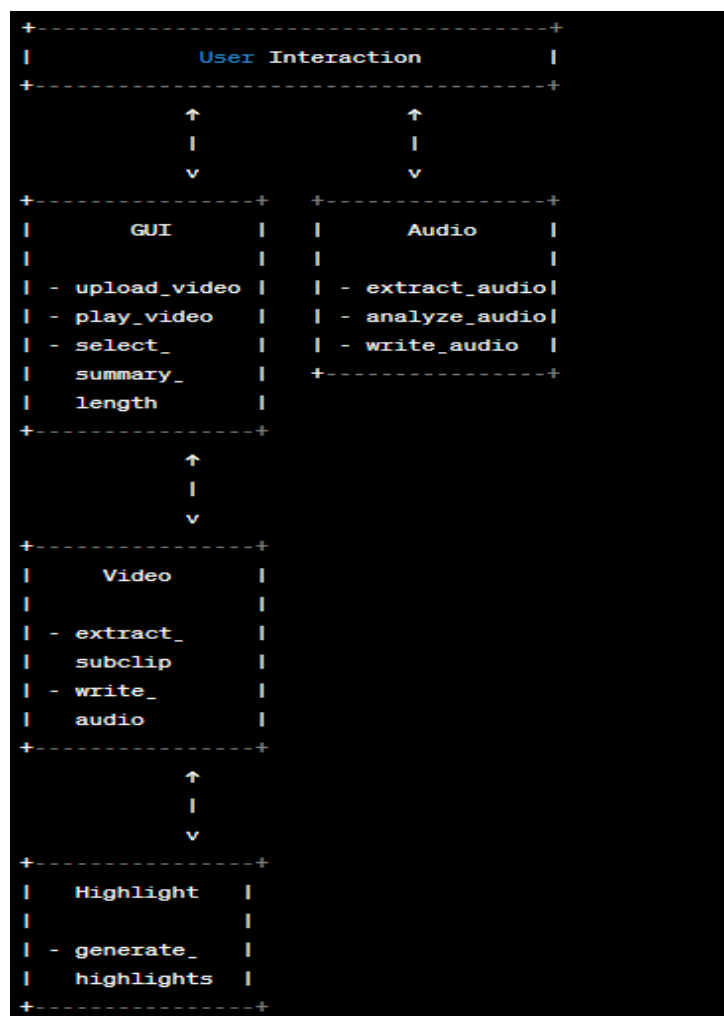 +-------------------------------------+
|            User Interaction         |
+-------------------------------------+
            ↑               ↑
            |               |
            v               v
+----------------+   +----------------+
|       GUI      |   |      Audio     |
|                |   |                |
| - upload_video |   | - extract_audio|
| - play_video   |   | - analyze_audio|
| - select_      |   | - write_audio  |
|   summary_     |   +----------------+
|   length       |
+----------------+
            ↑
            |
            v
+----------------+
|     Video      |
|                |
| - extract_     |
|   subclip      |
| - write_       |
|   audio        |
+----------------+
            ↑
            |
            v
+----------------+
|   Highlight   |
|               |
| - generate_   |
|   highlights  |
+----------------+